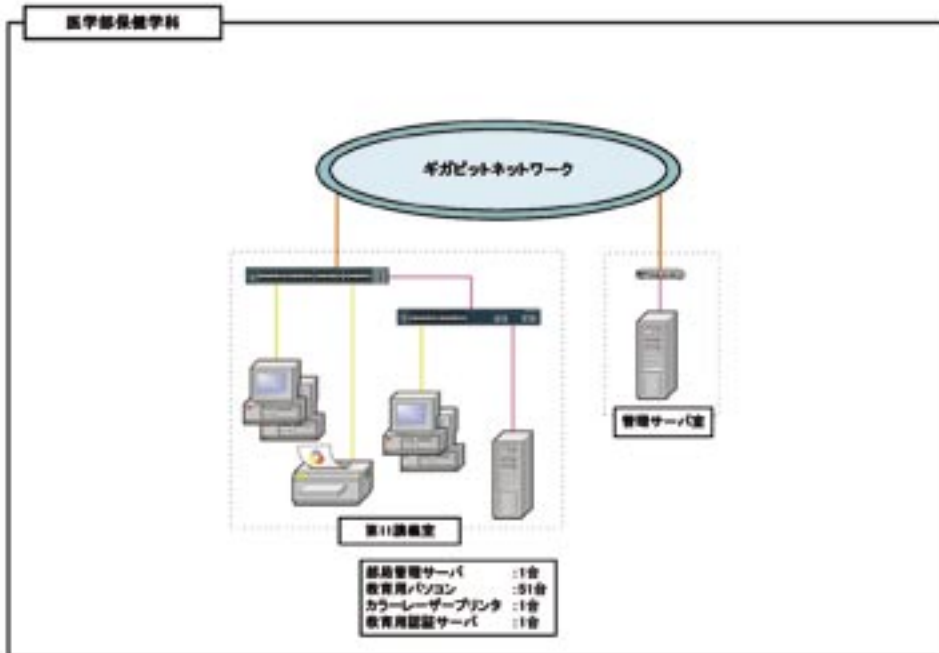 医学部保健学科
ギガビットネットワーク
管理サーバ室
第11講義室
部局管理サーバ :1台
教育用パソコン :51台
カラーレーザープリンタ :1台
教育用認証サーバ :1台